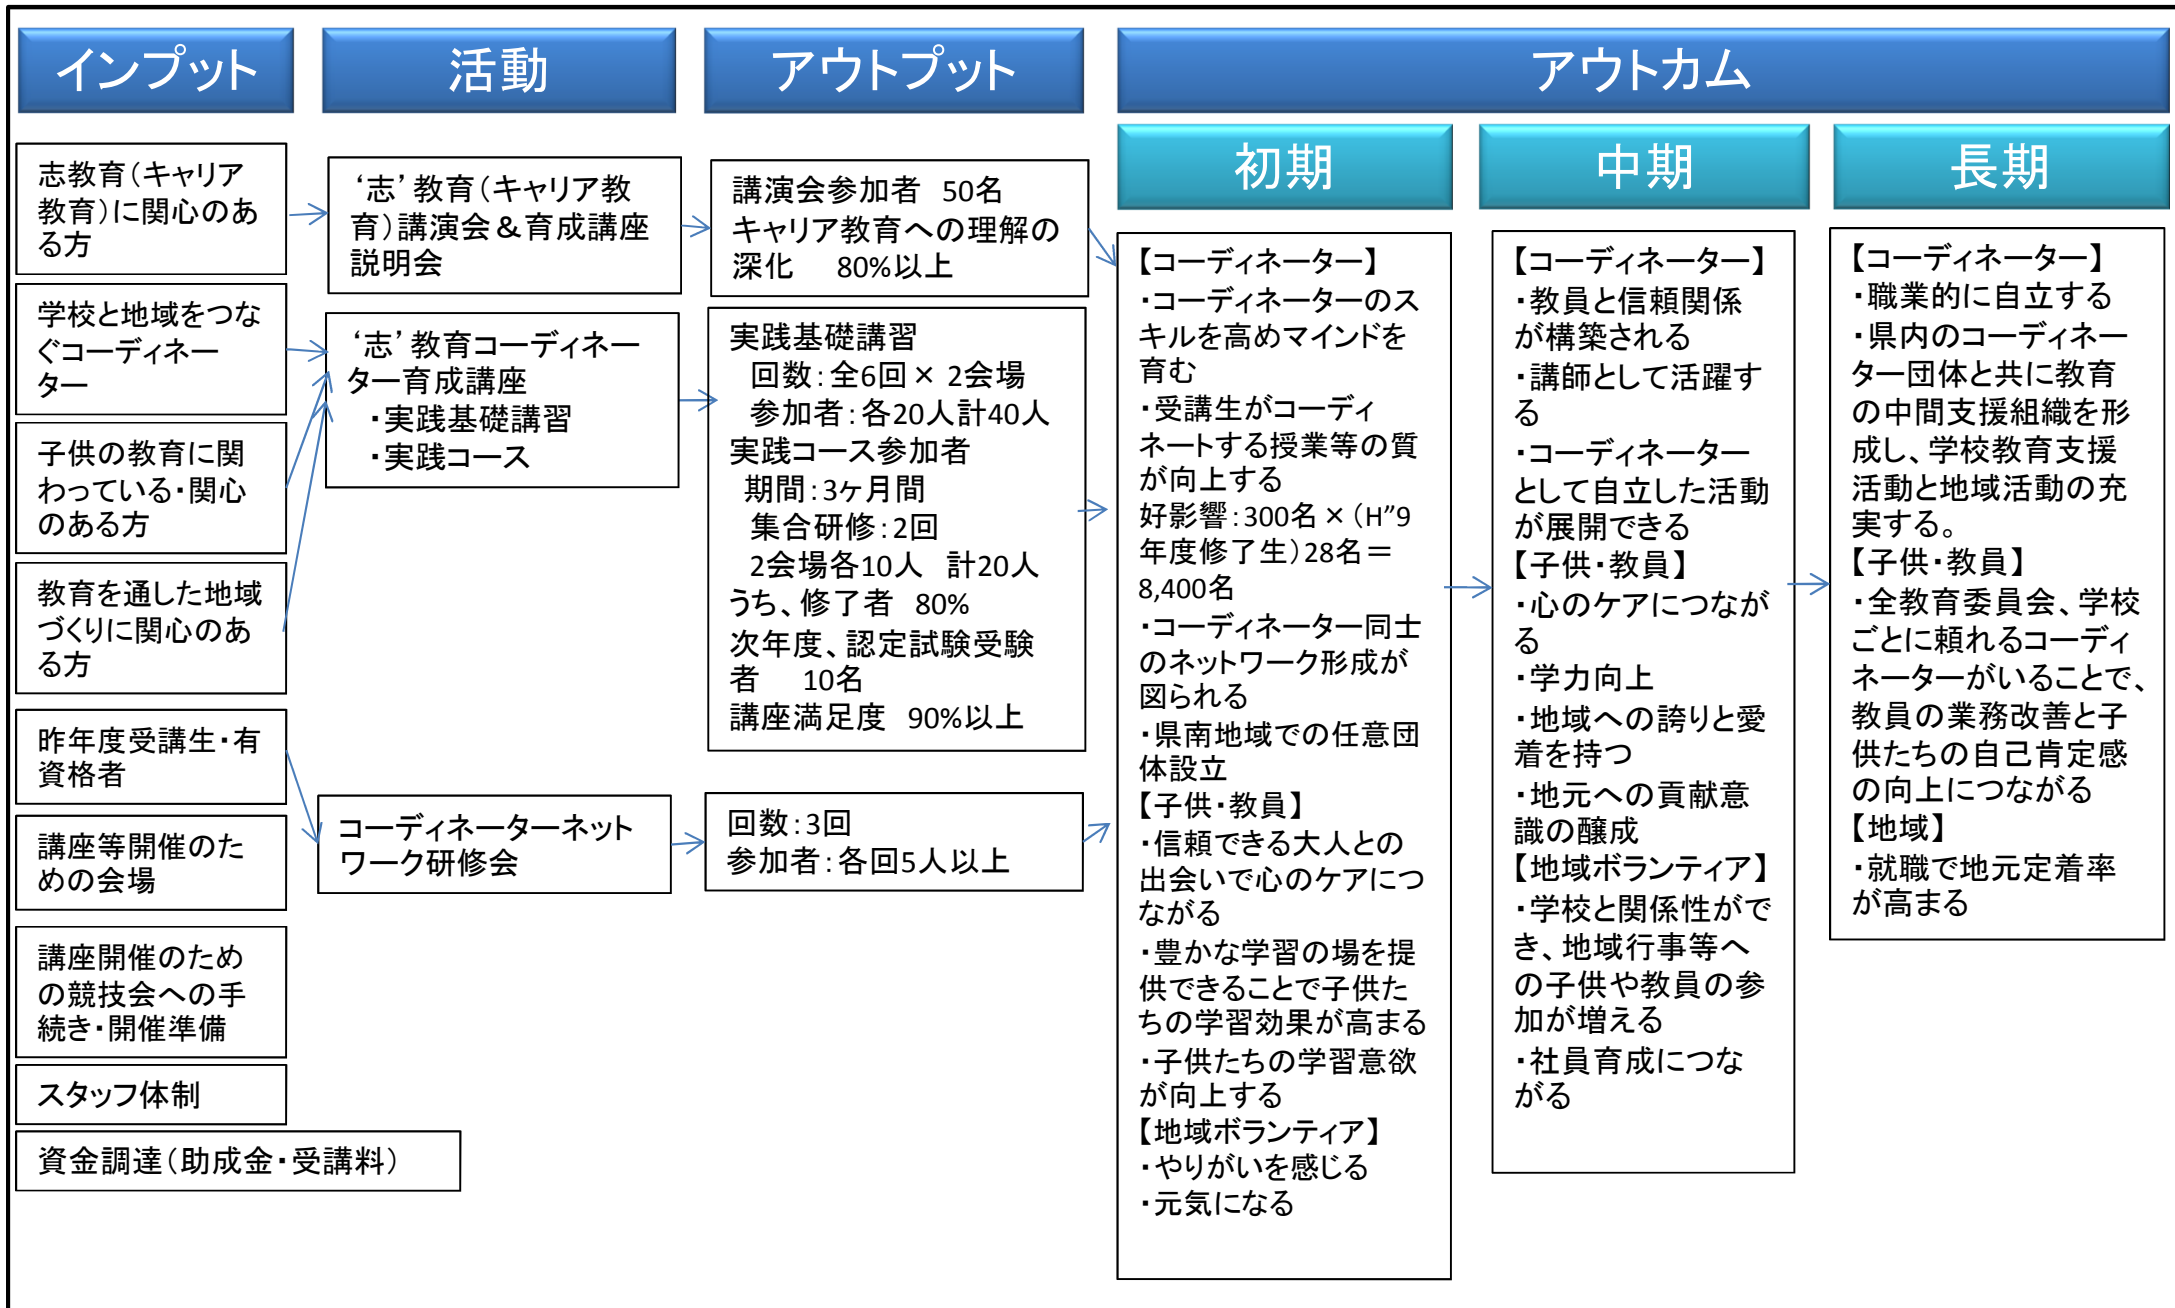 インプット
活動
アウトプット
アウトカム
初期
中期
長期
志教育(キャリア
教育)に関心のあ
る方
学校と地域をつな
ぐコーディネー
ター
子供の教育に関
わっている・関心
のある方
教育を通した地域
づくりに関心のあ
る方
昨年度受講生・有
資格者
講座等開催のた
めの会場
講座開催のため
の競技会への手
続き・開催準備
スタッフ体制
資金調達(助成金・受講料)
‘志’教育(キャリア教
育)講演会&育成講座
説明会
‘志’教育コーディネー
ター育成講座
・実践基礎講習
・実践コース
コーディネーターネット
ワーク研修会
講演会参加者 50名
キャリア教育への理解の
深化 80%以上
実践基礎講習
回数:全6回× 2会場
参加者:各20人計40人
実践コース参加者
期間:3ヶ月間
集合研修:2回
2会場各10人 計20人
うち、修了者 80%
次年度、認定試験受験
者 10名
講座満足度 90%以上
回数:3回
参加者:各回5人以上
【コーディネーター】
・コーディネーターのス
キルを高めマインドを
育む
・受講生がコーディ
ネートする授業等の質
が向上する
好影響:300名×(H”9
年度修了生)28名=
8,400名
・コーディネーター同士
のネットワーク形成が
図られる
・県南地域での任意団
体設立
【子供・教員】
・信頼できる大人との
出会いで心のケアにつ
ながる
・豊かな学習の場を提
供できることで子供た
ちの学習効果が高まる
・子供たちの学習意欲
が向上する
【地域ボランティア】
・やりがいを感じる
・元気になる
【コーディネーター】
・教員と信頼関係
が構築される
・講師として活躍す
る
・コーディネーター
として自立した活動
が展開できる
【子供・教員】
・心のケアにつなが
る
・学力向上
・地域への誇りと愛
着を持つ
・地元への貢献意
識の醸成
【地域ボランティア】
・学校と関係性がで
き、地域行事等へ
の子供や教員の参
加が増える
・社員育成につな
がる
【コーディネーター】
・職業的に自立する
・県内のコーディネー
ター団体と共に教育
の中間支援組織を形
成し、学校教育支援
活動と地域活動の充
実する。
【子供・教員】
・全教育委員会、学校
ごとに頼れるコーディ
ネーターがいることで、
教員の業務改善と子
供たちの自己肯定感
の向上につながる
【地域】
・就職で地元定着率
が高まる